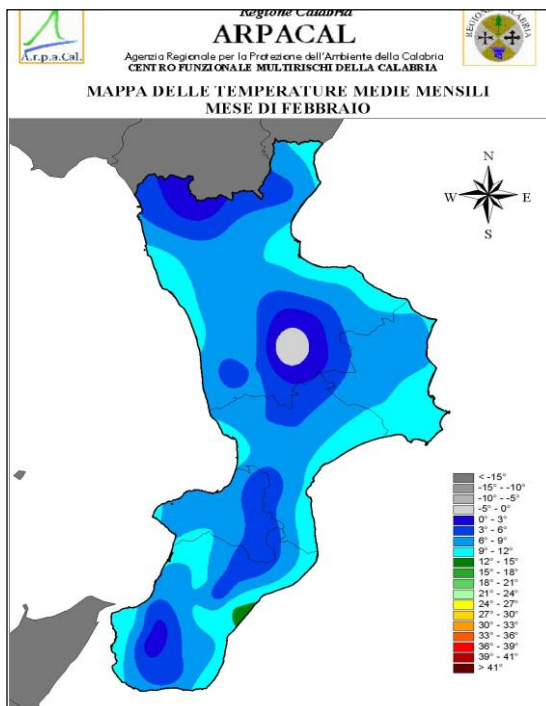 Regione Calabria
ARPACAL
A.r.p.a.Cal.
Agenzia Regionale per la Protezione dell'Ambiente della Calabria
CENTRO FUNZIONALE MULTIRISCHI DELLA CALABRIA
MAPPA DELLE TEMPERATURE MEDIE MENSILI
MESE DI FEBBRAIO
N
W E
S
< -15°
-15° - -10°
-10° - -5°
-5° - 0°
0° - 3°
3° - 6°
6° - 9°
9° - 12°
12° - 15°
15° - 18°
18° - 21°
21° - 24°
24° - 27°
27° - 30°
30° - 33°
33° - 36°
36° - 39°
39° - 41°
> 41°